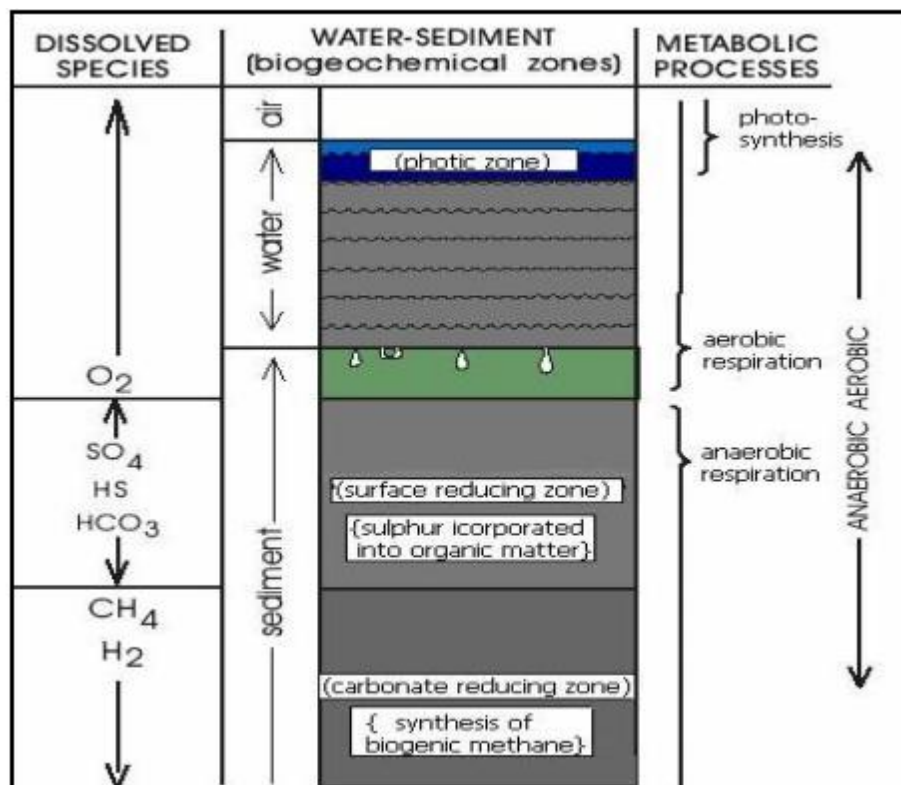 DISSOLVED
SPECIES
WATER-SEDIMENT
(biogeochemical zones)
METABOLIC
PROCESSES
air
(photic zone)
photo-
synthesis
water
O2
aerobic
respiration
SO4
HS
HCO3
anaerobic
respiration
(surface reducing zone)
{sulphur icorporated
into organic matter}
ANAEROBIC AEROBIC
sediment
CH4
H2
(carbonate reducing zone)
{ synthesis of
biogenic methane}